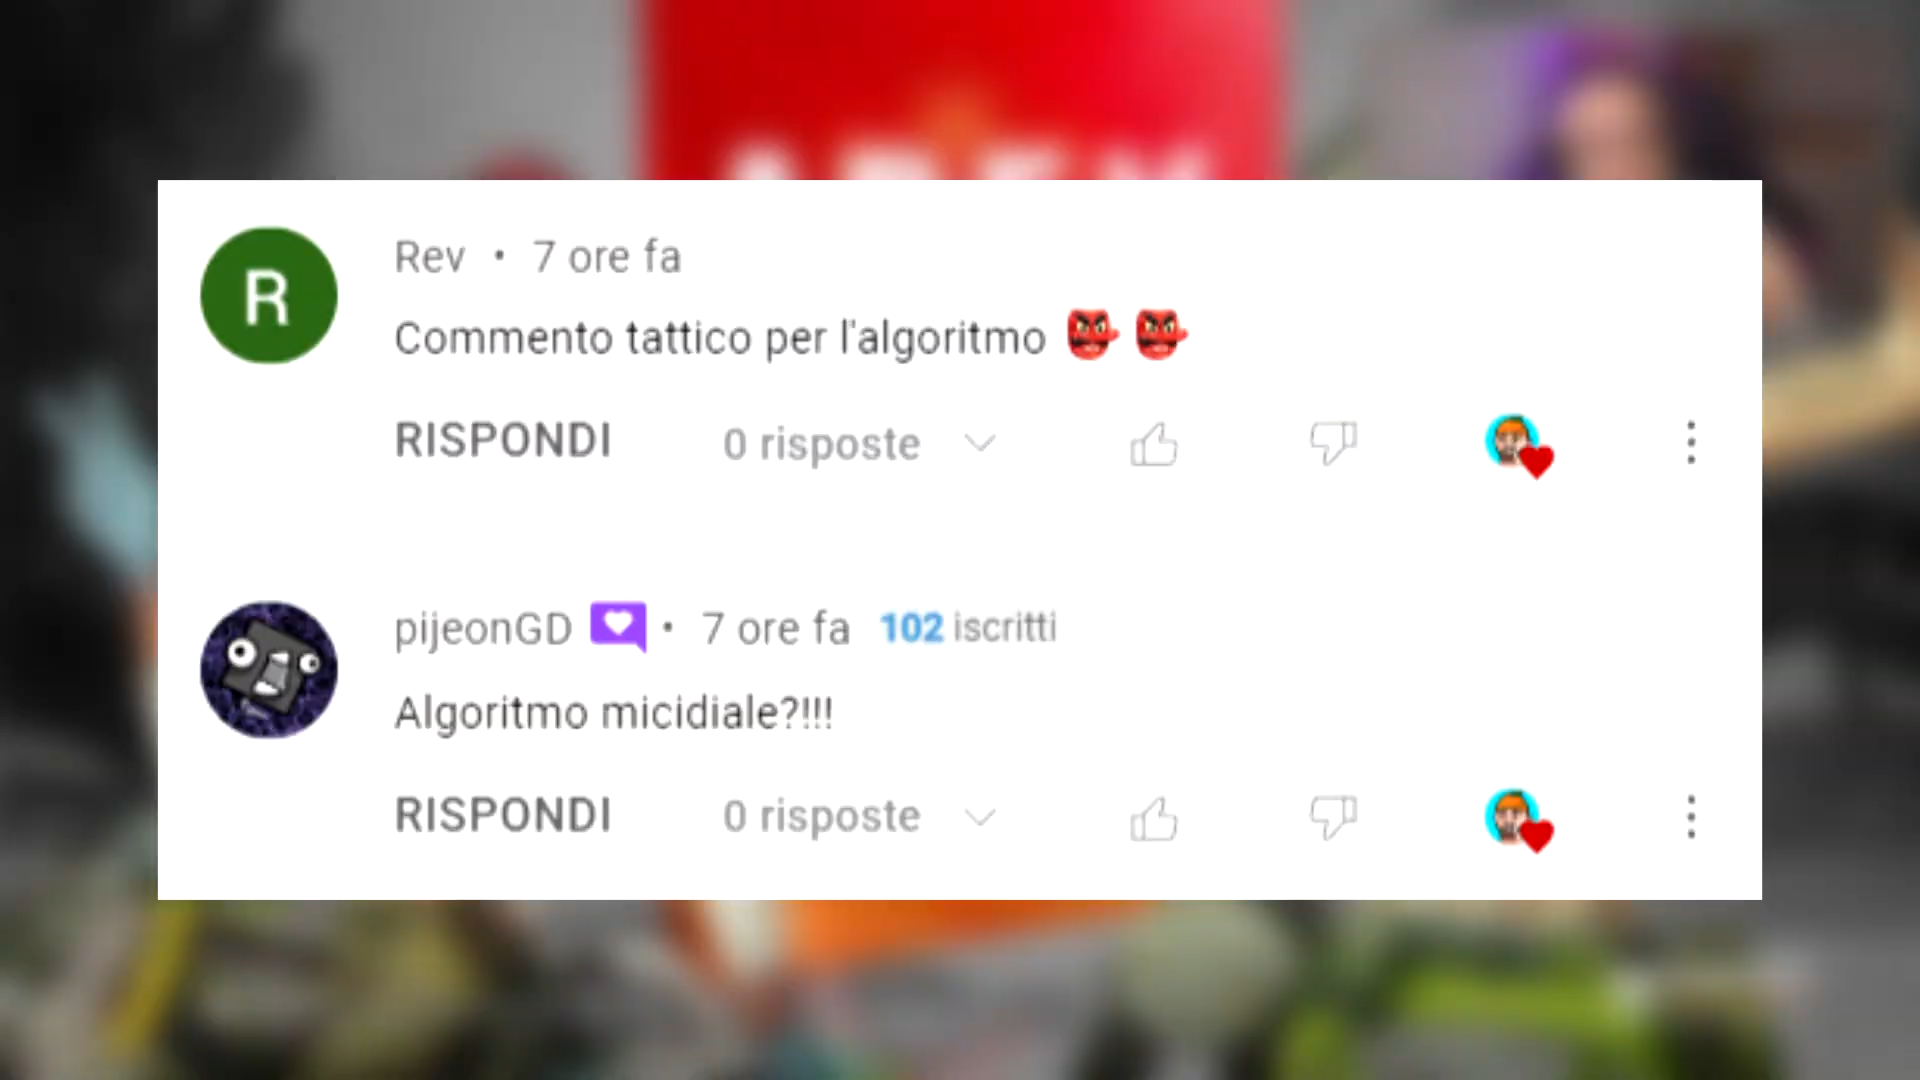 R
Rev • 7 ore fa
Commento tattico per l'algoritmo 👺 👺
RISPONDI 0 risposte
pijeonGD • 7 ore fa 102 iscritti
Algoritmo micidiale?!!!
RISPONDI 0 risposte